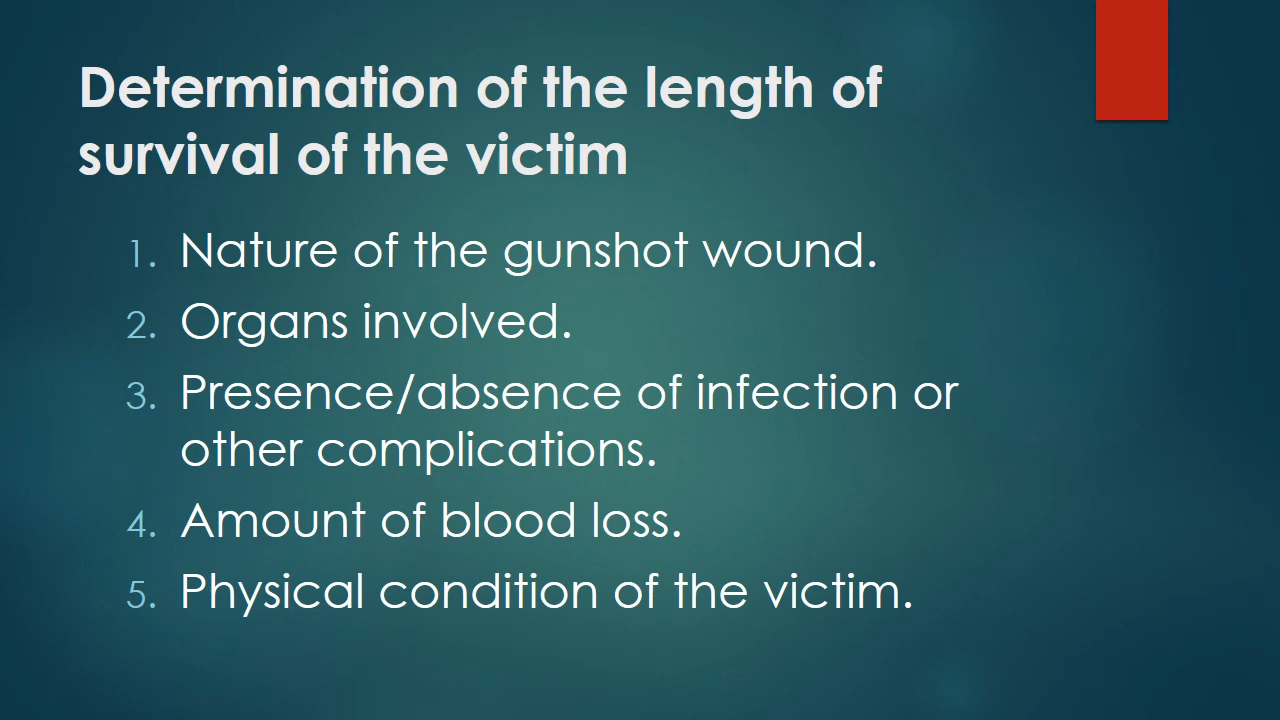 Determination of the length of
survival of the victim
1. Nature of the gunshot wound.
2. Organs involved.
3. Presence/absence of infection or
other complications.
4. Amount of blood loss.
5. Physical condition of the victim.